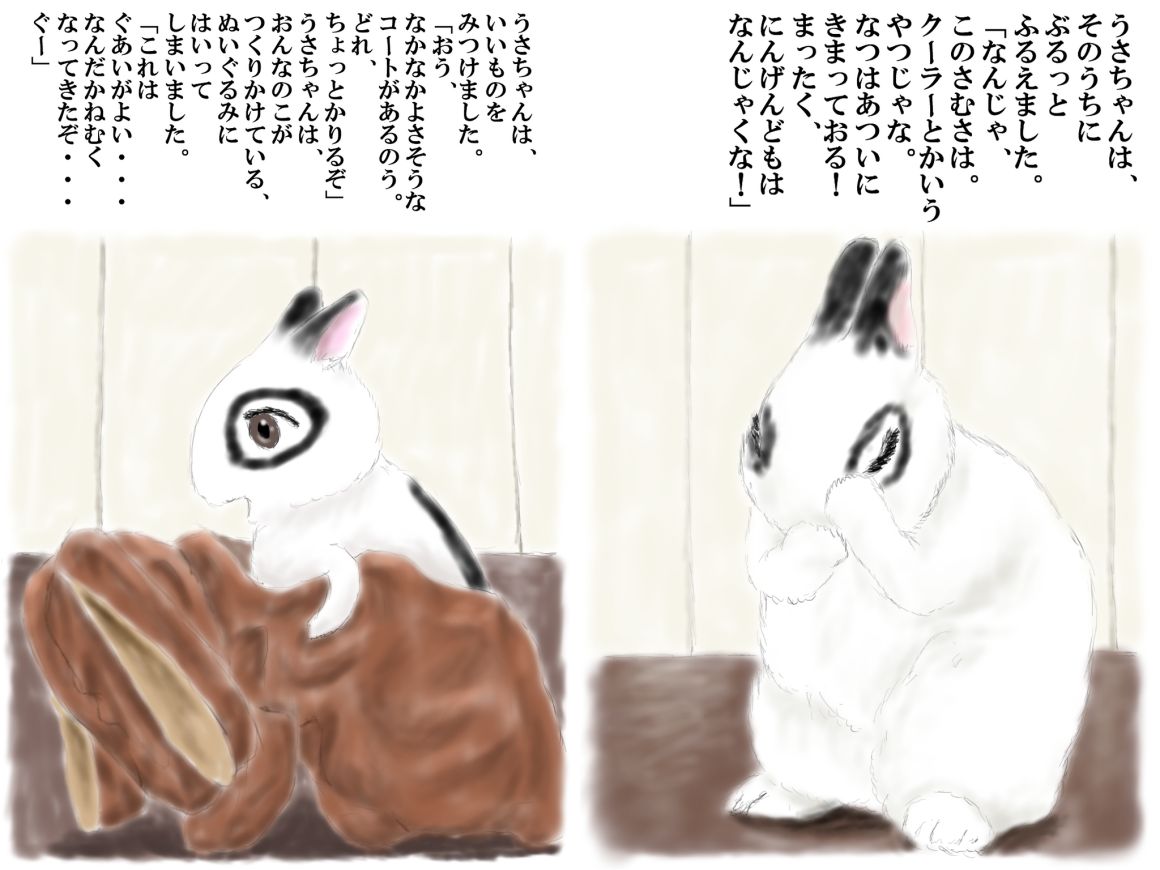 うさちゃんは、
そのうちに
ぶるっと
ふるえました。
「なんじゃ、
このさむさは。
クーラーとかいう
やつじゃな。
なつはあついに
きまっておる！
まったく、
にんげんどもは
なんじゃくな！」
うさちゃんは、
いいものを
みつけました。
「おう、
なかなかよさそうな
コートがあるのう。
どれ、
ちょっとかりるぞ」
うさちゃんは、
おんなのこが
つくりかけている、
ぬいぐるみに
はいって
しまいました。
「これは
ぐあいがよい・・・
なんだかねむく
なってきたぞ・・・
ぐー」